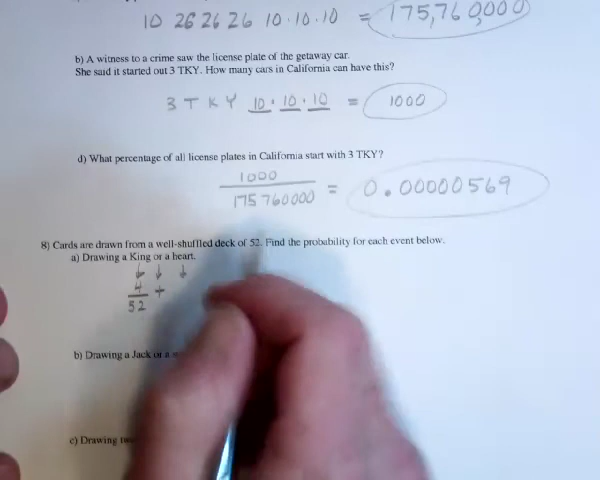 10 26 26 26 10·10·10 = 175,760,000
b) A witness to a crime saw the license plate of the getaway car.
She said it started out 3 TKY. How many cars in California can have this?
3 T K Y 10 · 10 · 10 = 1000
d) What percentage of all license plates in California start with 3 TKY?
1000
175760000 = 0.00000569
8) Cards are drawn from a well-shuffled deck of 52. Find the probability for each event below.
a) Drawing a King or a heart.
4
52 +
b) Drawing a Jack or a
c) Drawing